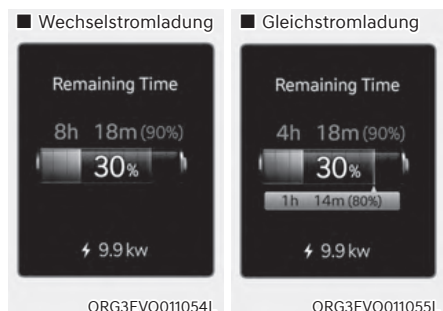 ■ Wechselstromladung
Remaining Time
8h 18m (90%)
30%
9.9 kw
ORG3EVQ011054L
■ Gleichstromladung
Remaining Time
4h 18m (90%)
30%
1h 14m (80%)
9.9 kw
ORG3EVQ011055L